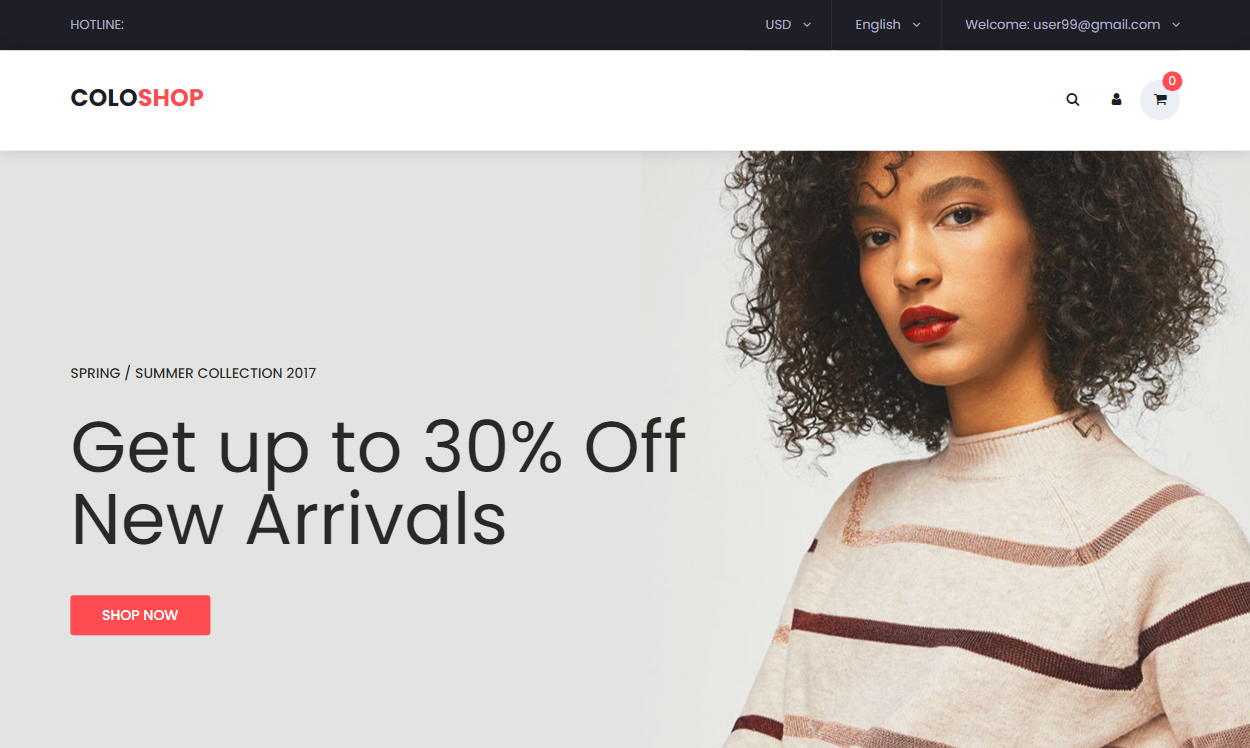 HOTLINE:
USD
English
Welcome: user99@gmail.com
COLOSHOP
0
SPRING / SUMMER COLLECTION 2017
Get up to 30% Off
New Arrivals
SHOP NOW